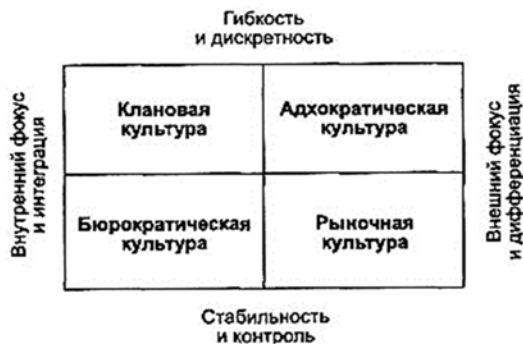 Гибкость
и дискретность
Внутренний фокус
и интеграция
Клановая
культура
Адхократическая
культура
Бюрократическая
культура
Рыночная
культура
Внешний фокус
и дифференциация
Стабильность
и контроль